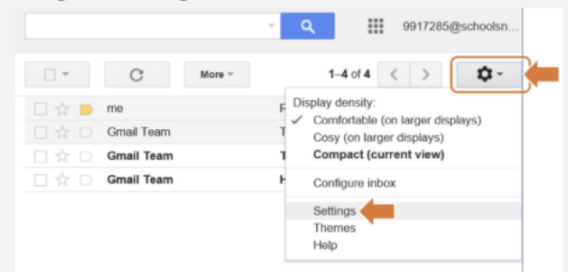 9917285@schoolsn...
More
1–4 of 4
Display density:
Comfortable (on larger displays)
Cosy (on larger displays)
Compact (current view)
Configure inbox
Settings
Themes
Help
me
Gmail Team
Gmail Team
Gmail Team